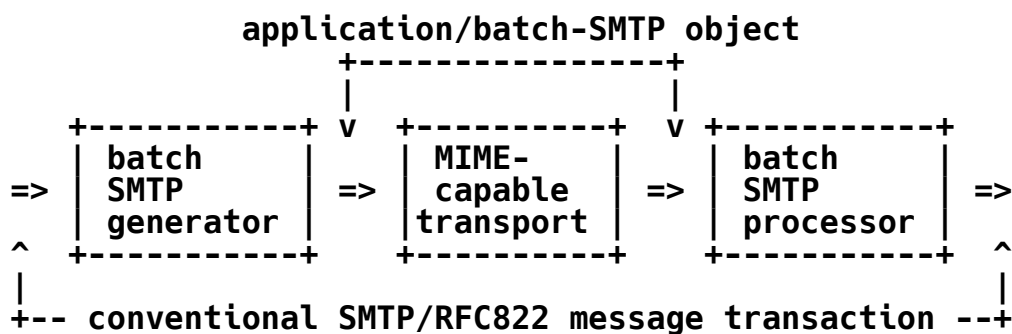 application/batch-SMTP object
+----------------+
|                |
+-----------+ v  +----------+  v +-----------+
| batch     |    | MIME-    |    | batch     |
=> | SMTP      | => | capable  | => | SMTP      | =>
| generator |    |transport |    | processor |
^  +-----------+    +----------+    +-----------+  ^
|                                                  |
+-- conventional SMTP/RFC822 message transaction --+